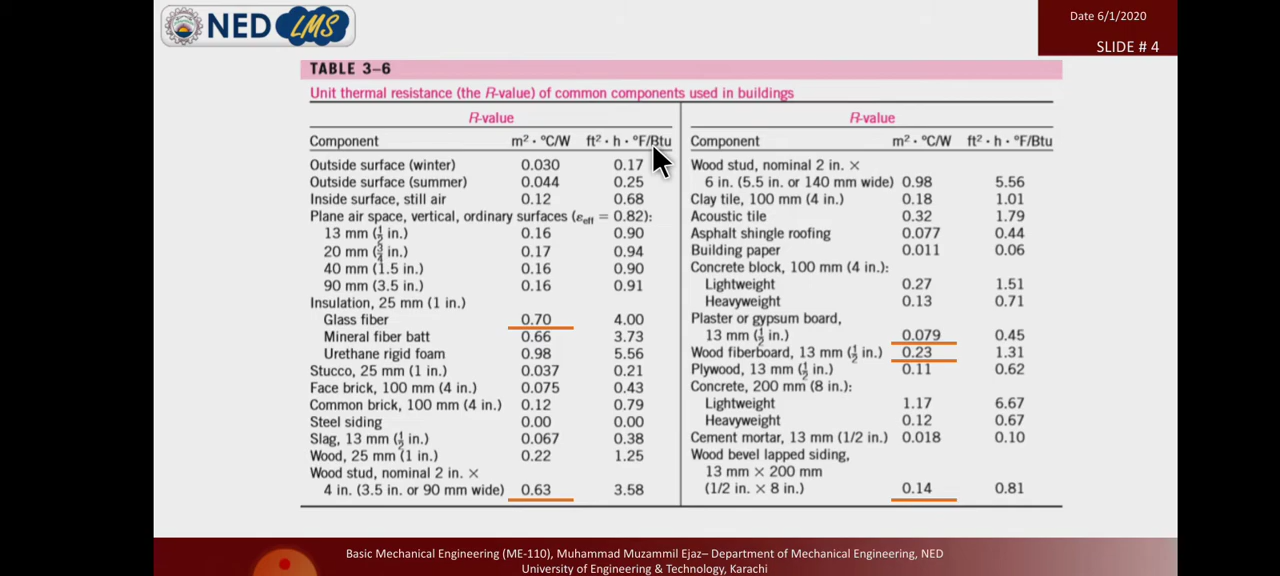 NED LMS
Date 6/1/2020
SLIDE # 4
TABLE 3–6
Unit thermal resistance (the R-value) of common components used in buildings
R-value
Component m² · °C/W ft² · h · °F/Btu
Outside surface (winter) 0.030 0.17
Outside surface (summer) 0.044 0.25
Inside surface, still air 0.12 0.68
Plane air space, vertical, ordinary surfaces (εeff = 0.82):
13 mm (½ in.) 0.16 0.90
20 mm (¾ in.) 0.17 0.94
40 mm (1.5 in.) 0.16 0.90
90 mm (3.5 in.) 0.16 0.91
Insulation, 25 mm (1 in.)
Glass fiber 0.70 4.00
Mineral fiber batt 0.66 3.73
Urethane rigid foam 0.98 5.56
Stucco, 25 mm (1 in.) 0.037 0.21
Face brick, 100 mm (4 in.) 0.075 0.43
Common brick, 100 mm (4 in.) 0.12 0.79
Steel siding 0.00 0.00
Slag, 13 mm (½ in.) 0.067 0.38
Wood, 25 mm (1 in.) 0.22 1.25
Wood stud, nominal 2 in. ×
4 in. (3.5 in. or 90 mm wide) 0.63 3.58
R-value
Component m² · °C/W ft² · h · °F/Btu
Wood stud, nominal 2 in. ×
6 in. (5.5 in. or 140 mm wide) 0.98 5.56
Clay tile, 100 mm (4 in.) 0.18 1.01
Acoustic tile 0.32 1.79
Asphalt shingle roofing 0.077 0.44
Building paper 0.011 0.06
Concrete block, 100 mm (4 in.):
Lightweight 0.27 1.51
Heavyweight 0.13 0.71
Plaster or gypsum board,
13 mm (½ in.) 0.079 0.45
Wood fiberboard, 13 mm (½ in.) 0.23 1.31
Plywood, 13 mm (½ in.) 0.11 0.62
Concrete, 200 mm (8 in.):
Lightweight 1.17 6.67
Heavyweight 0.12 0.67
Cement mortar, 13 mm (1/2 in.) 0.018 0.10
Wood bevel lapped siding,
13 mm × 200 mm
(1/2 in. × 8 in.) 0.14 0.81
Basic Mechanical Engineering (ME-110), Muhammad Muzammil Ejaz– Department of Mechanical Engineering, NED
University of Engineering & Technology, Karachi